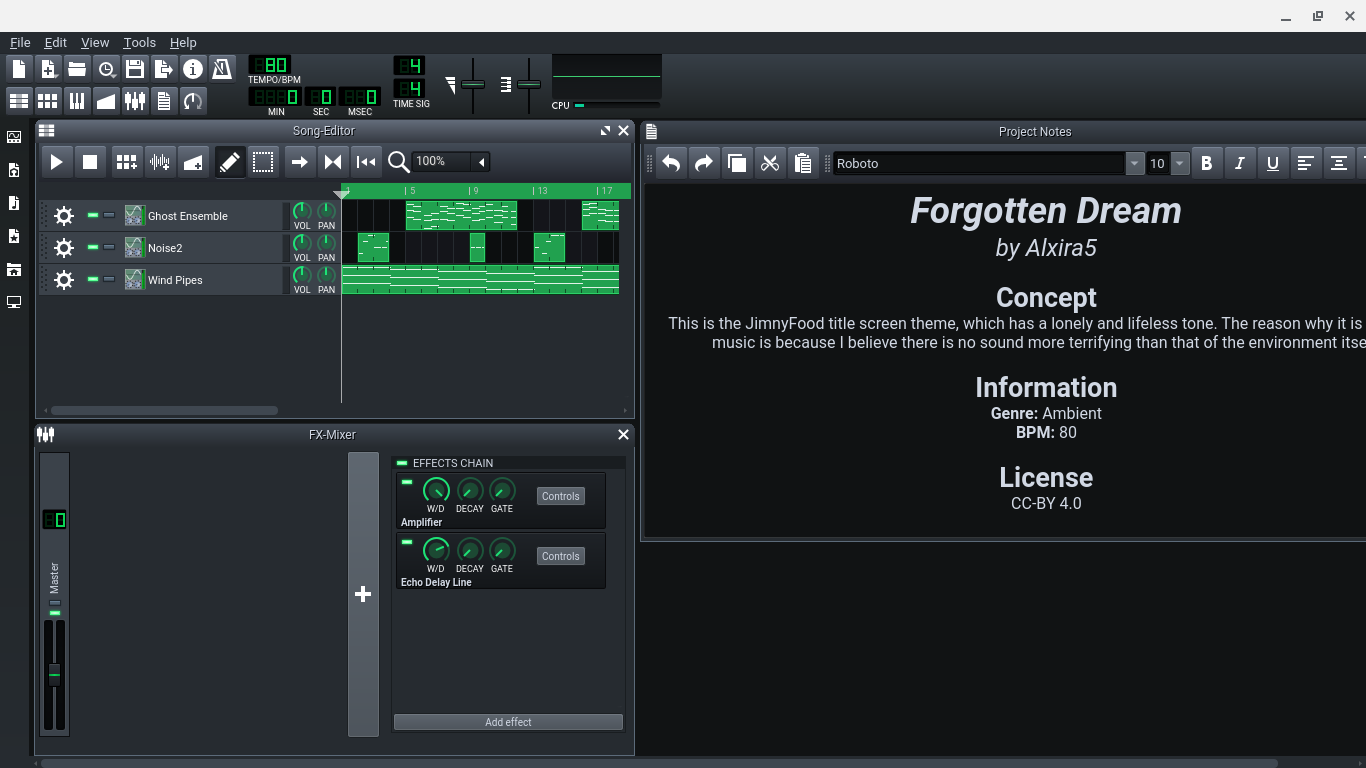 File Edit View Tools Help
80
TEMPO/BPM
0 0 0
MIN SEC MSEC
4
4
TIME SIG
CPU
Song-Editor
100%
1 5 9 13 17
Ghost Ensemble VOL PAN
Noise2 VOL PAN
Wind Pipes VOL PAN
FX-Mixer
0
Master
EFFECTS CHAIN
W/D DECAY GATE Controls
Amplifier
W/D DECAY GATE Controls
Echo Delay Line
Add effect
Project Notes
Roboto 10 B I U
Forgotten Dream
by Alxira5
Concept
This is the JimnyFood title screen theme, which has a lonely and lifeless tone. The reason why it is
music is because I believe there is no sound more terrifying than that of the environment itse
Information
Genre: Ambient
BPM: 80
License
CC-BY 4.0